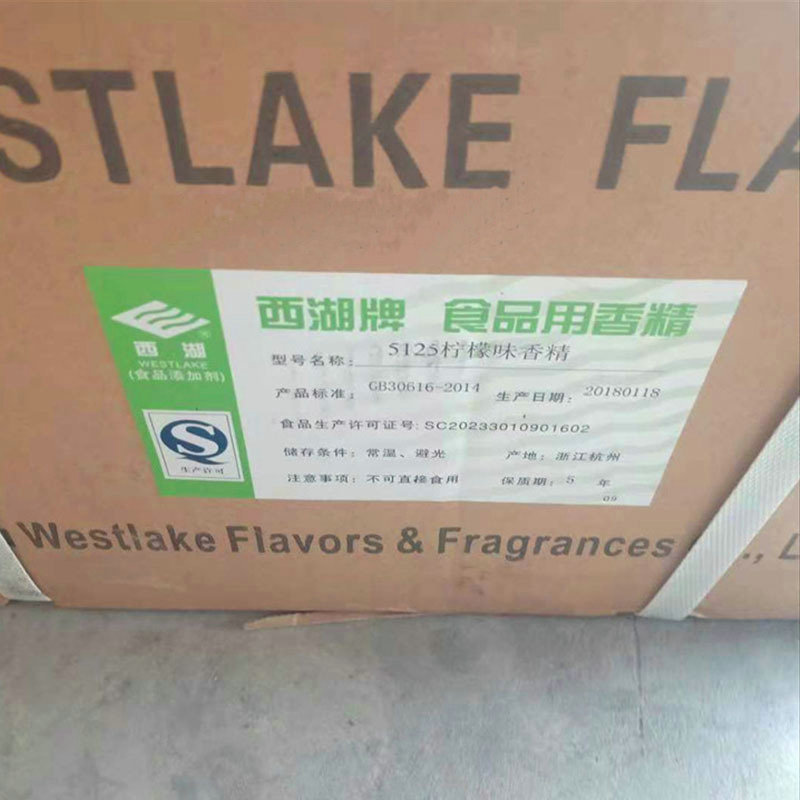 STLAKE FLA
西湖牌 食品用香精
®
西湖
WESTLAKE
(食品添加剂)
型号名称: 5125柠檬味香精
产品标准: GB30616-2014 生产日期: 20180118
食品生产许可证号: SC20233010901602
储存条件: 常温、避光 产地: 浙江杭州
注意事项: 不可直接食用 保质期: 5 年
09
QS
生产许可
Westlake Flavors & Fragrances